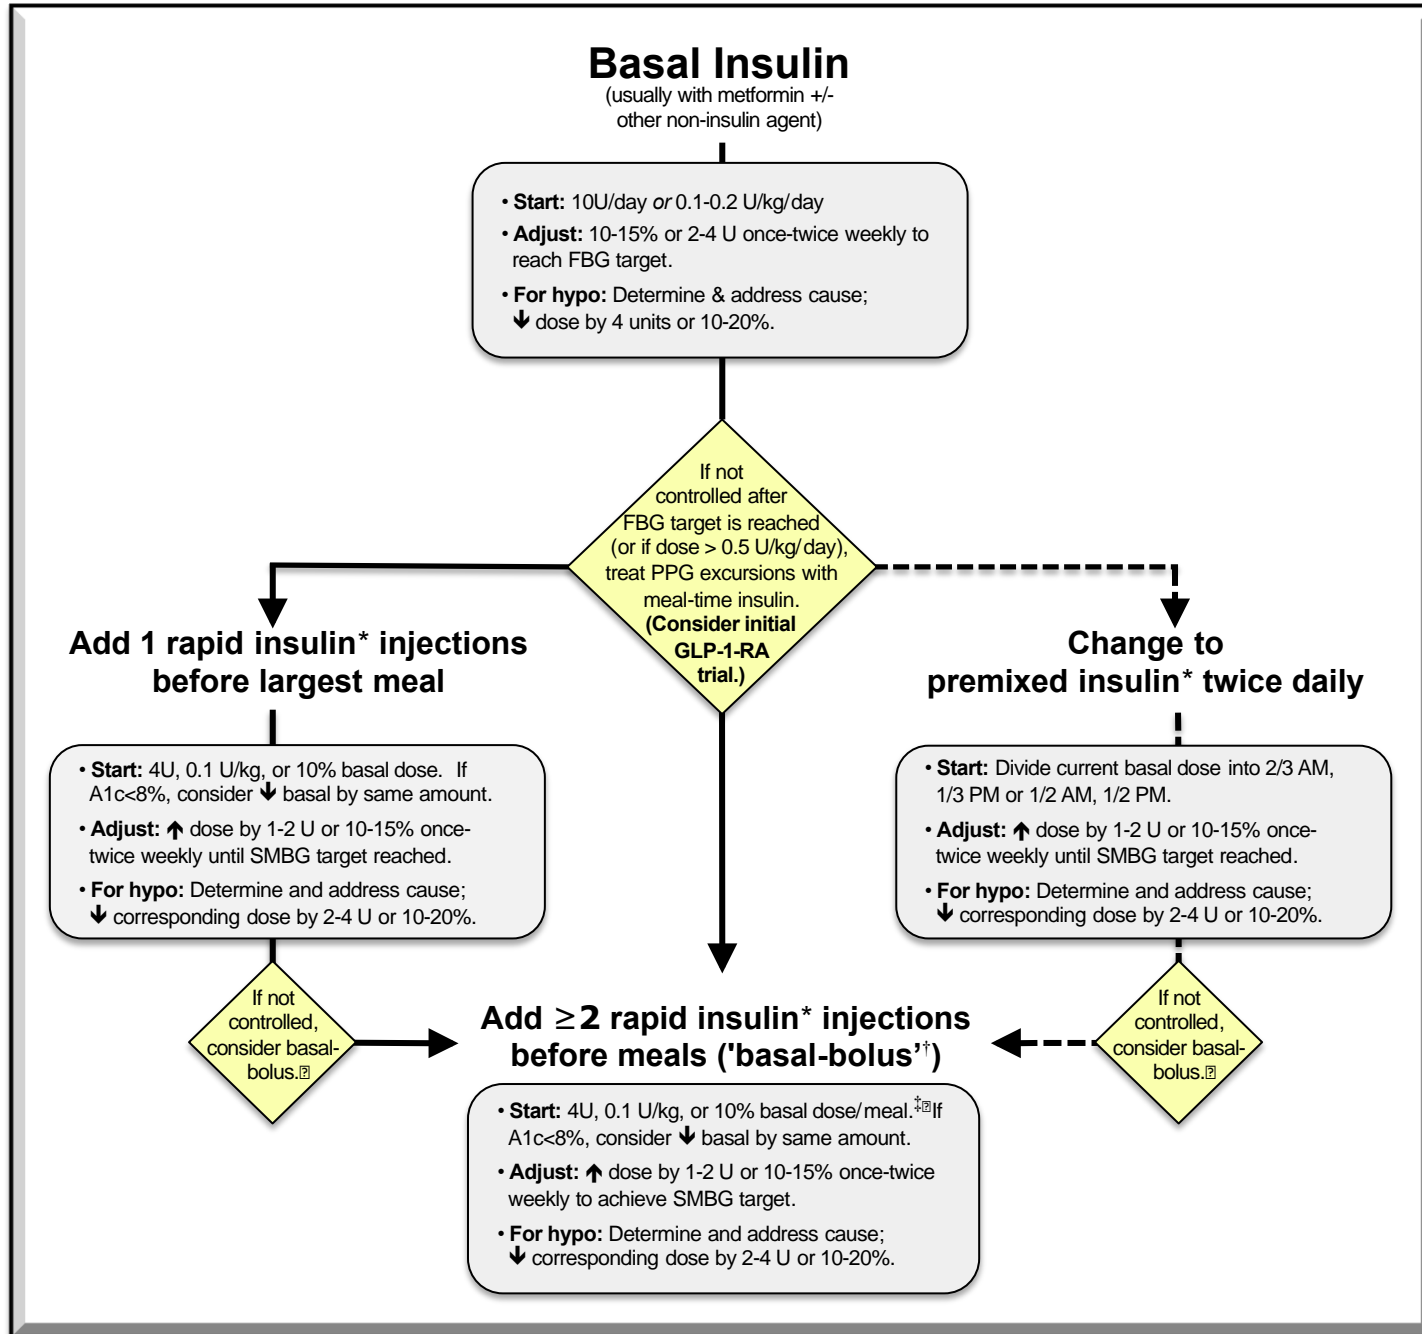 Basal Insulin
(usually with metformin +/-
other non-insulin agent)
• Start: 10U/day or 0.1-0.2 U/kg/day
• Adjust: 10-15% or 2-4 U once-twice weekly to
reach FBG target.
• For hypo: Determine & address cause;
↓ dose by 4 units or 10-20%.
If not
controlled after
FBG target is reached
(or if dose > 0.5 U/kg/day),
treat PPG excursions with
meal-time insulin.
(Consider initial
GLP-1-RA
trial.)
Add 1 rapid insulin* injections
before largest meal
• Start: 4U, 0.1 U/kg, or 10% basal dose. If
A1c<8%, consider ↓ basal by same amount.
• Adjust: ↑ dose by 1-2 U or 10-15% once-
twice weekly until SMBG target reached.
• For hypo: Determine and address cause;
↓ corresponding dose by 2-4 U or 10-20%.
If not
controlled,
consider basal-
bolus.
Change to
premixed insulin* twice daily
• Start: Divide current basal dose into 2/3 AM,
1/3 PM or 1/2 AM, 1/2 PM.
• Adjust: ↑ dose by 1-2 U or 10-15% once-
twice weekly until SMBG target reached.
• For hypo: Determine and address cause;
↓ corresponding dose by 2-4 U or 10-20%.
If not
controlled,
consider basal-
bolus.
Add ≥2 rapid insulin* injections
before meals ('basal-bolus’†)
• Start: 4U, 0.1 U/kg, or 10% basal dose/meal.‡ If
A1c<8%, consider ↓ basal by same amount.
• Adjust: ↑ dose by 1-2 U or 10-15% once-twice
weekly to achieve SMBG target.
• For hypo: Determine and address cause;
↓ corresponding dose by 2-4 U or 10-20%.